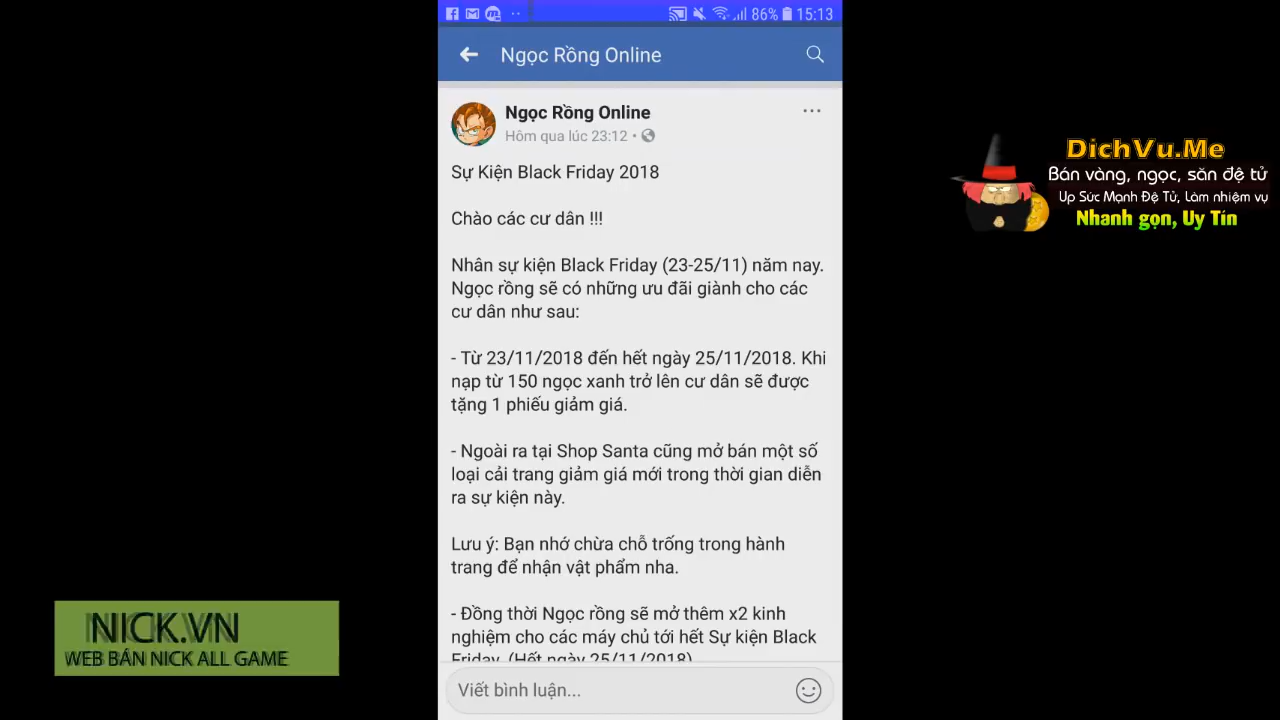 86% 15:13
Ngọc Rồng Online
Ngọc Rồng Online
Hôm qua lúc 23:12
Sự Kiện Black Friday 2018
Chào các cư dân !!!
Nhân sự kiện Black Friday (23-25/11) năm nay.
Ngọc rồng sẽ có những ưu đãi giành cho các
cư dân như sau:
- Từ 23/11/2018 đến hết ngày 25/11/2018. Khi
nạp từ 150 ngọc xanh trở lên cư dân sẽ được
tặng 1 phiếu giảm giá.
- Ngoài ra tại Shop Santa cũng mở bán một số
loại cải trang giảm giá mới trong thời gian diễn
ra sự kiện này.
Lưu ý: Bạn nhớ chừa chỗ trống trong hành
trang để nhận vật phẩm nha.
- Đồng thời Ngọc rồng sẽ mở thêm x2 kinh
nghiệm cho các máy chủ tới hết Sự kiện Black
Friday. (Hết ngày 25/11/2018)
Viết bình luận...
DichVu.Me
Bán vàng, ngọc, săn đệ tử
Up Sức Mạnh Đệ Tử, Làm nhiệm vụ
Nhanh gọn, Uy Tín
NICK.VN
WEB BÁN NICK ALL GAME